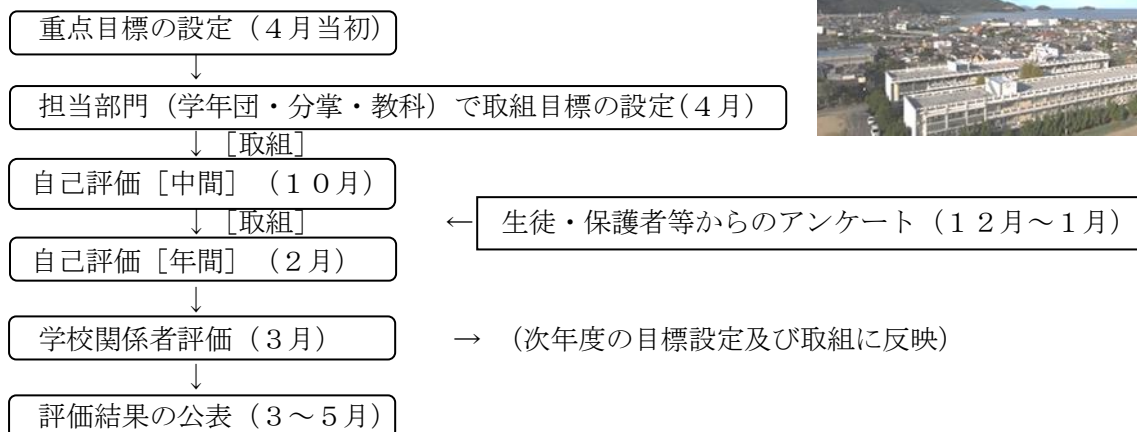 重点目標の設定（４月当初）
↓
担当部門（学年団・分掌・教科）で取組目標の設定（４月）
↓［取組］
自己評価［中間］（１０月）
↓［取組］
← 生徒・保護者等からのアンケート（１２月～１月）
自己評価［年間］（２月）
↓
学校関係者評価（３月） → （次年度の目標設定及び取組に反映）
↓
評価結果の公表（３～５月）